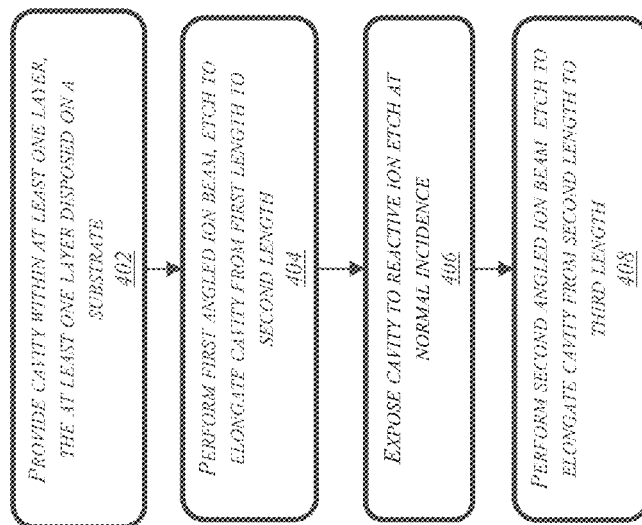 PROVIDE CAVITY WITHIN AT LEAST ONE LAYER,
THE AT LEAST ONE LAYER DISPOSED ON A
SUBSTRATE
402
PERFORM FIRST ANGLED ION BEAM, ETCH TO
ELONGATE CAVITY FROM FIRST LENGTH TO
SECOND LENGTH
404
EXPOSE CAVITY TO REACTIVE ION ETCH AT
NORMAL INCIDENCE
406
PERFORM SECOND ANGLED ION BEAM ETCH TO
ELONGATE CAVITY FROM SECOND LENGTH TO
THIRD LENGTH
408